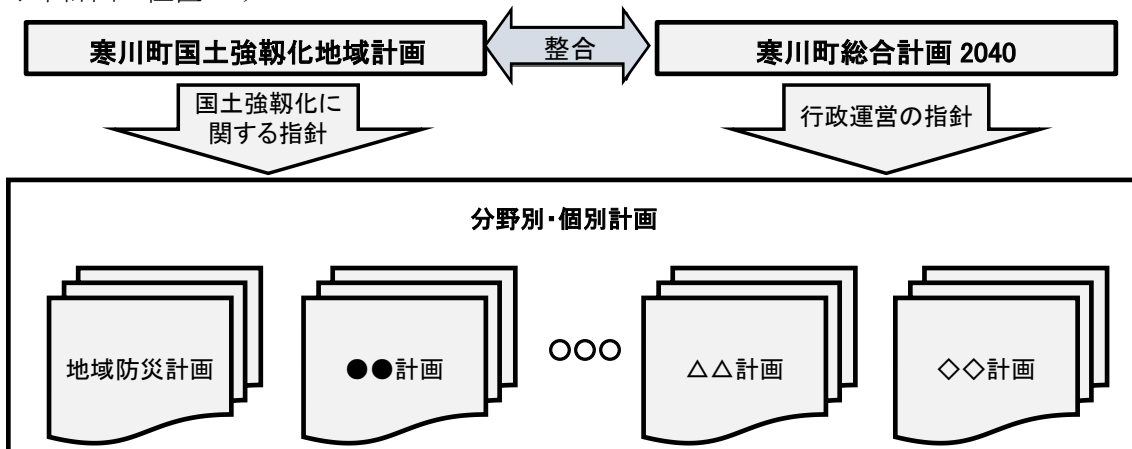 寒川町国土強靱化地域計画
整合
寒川町総合計画 2040
国土強靱化に
関する指針
行政運営の指針
分野別・個別計画
地域防災計画
●●計画
○○○
△△計画
◇◇計画